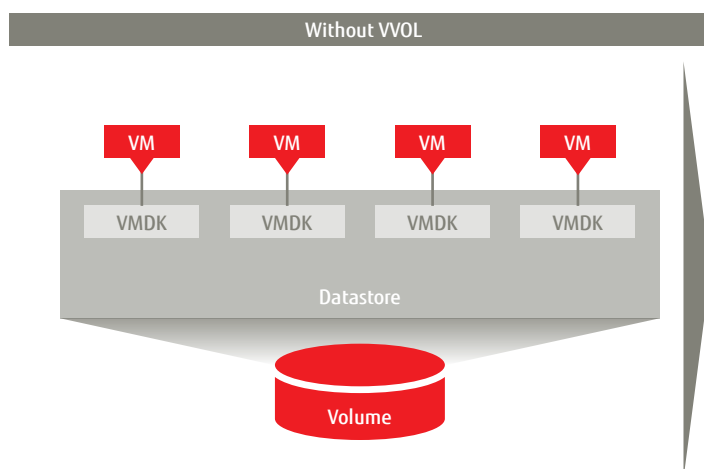 Without VVOL
VM VM VM VM
VMDK VMDK VMDK VMDK
Datastore
Volume